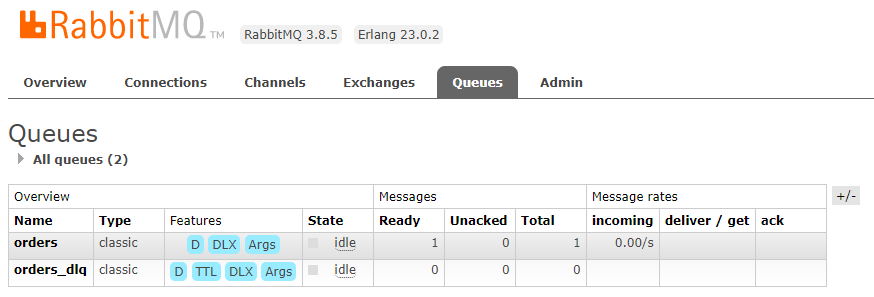 RabbitMQ TM RabbitMQ 3.8.5 Erlang 23.0.2
Overview Connections Channels Exchanges Queues Admin
Queues
All queues (2)
Overview Messages Message rates +/-
Name Type Features State Ready Unacked Total incoming deliver / get ack
orders classic D DLX Args idle 1 0 1 0.00/s
orders_dlq classic D TTL DLX Args idle 0 0 0